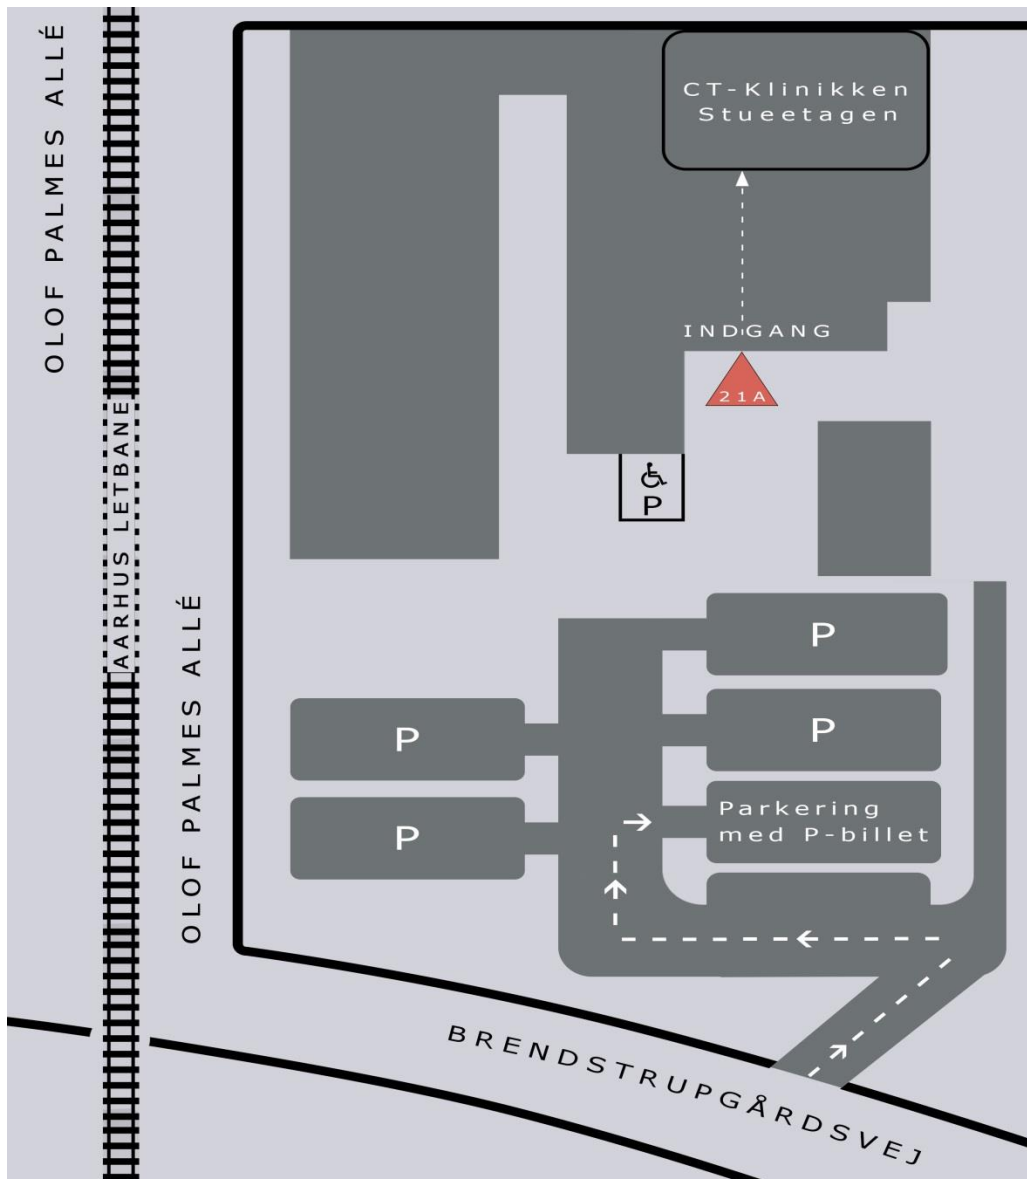 OLOF PALMES ALLÉ
CT-Klinikken
Stueetagen
INDGANG
21A
AARHUS LETBANE
P
OLOF PALMES ALLÉ
P
P
P
Parkering
med P-billet
P
BRENDSTRUPGÅRDSVEJ